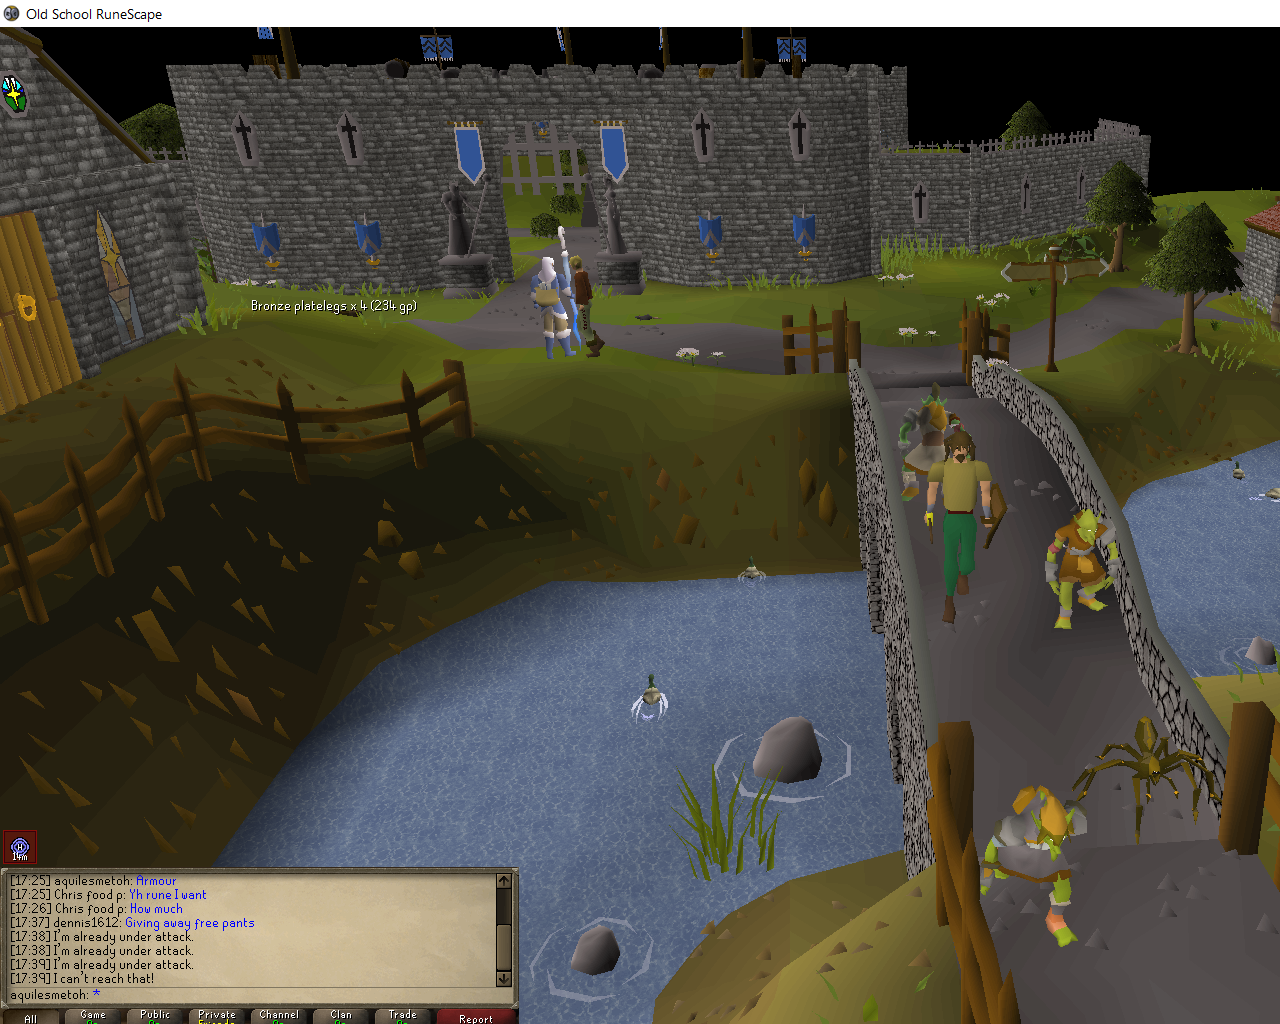 Old School RuneScape
Bronze platelegs x 4 (234 gp)
14m
[17:25] aquilesmetoh: Armour
[17:25] Chris food p: Yh rune I want
[17:26] Chris food p: How much
[17:37] dennis1612: Giving away free pants
[17:38] I'm already under attack.
[17:38] I'm already under attack.
[17:39] I'm already under attack.
[17:39] I can't reach that!
aquilesmetoh: *
All Game Public Private Channel Clan Trade Report